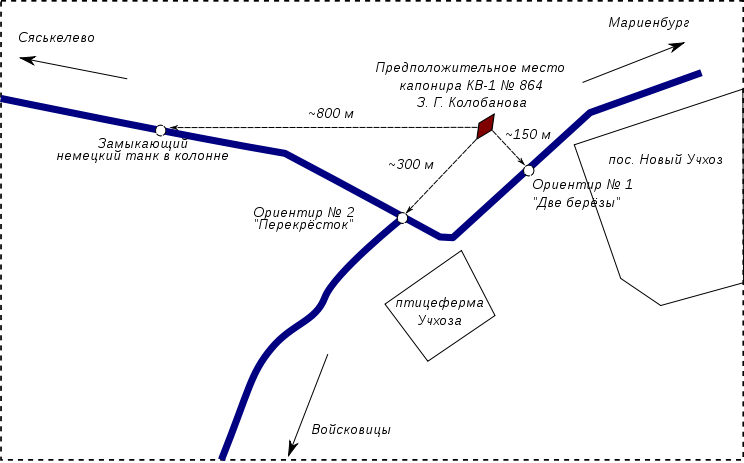 Мариенбург
Сяськелево
Предположительное место
капонира КВ-1 № 864
З. Г. Колобанова
~800 м
~150 м
Замыкающий
немецкий танк в колонне
~300 м
пос. Новый Учхоз
Ориентир № 1
"Две берёзы"
Ориентир № 2
"Перекрёсток"
птицеферма
Учхоза
Войсковицы